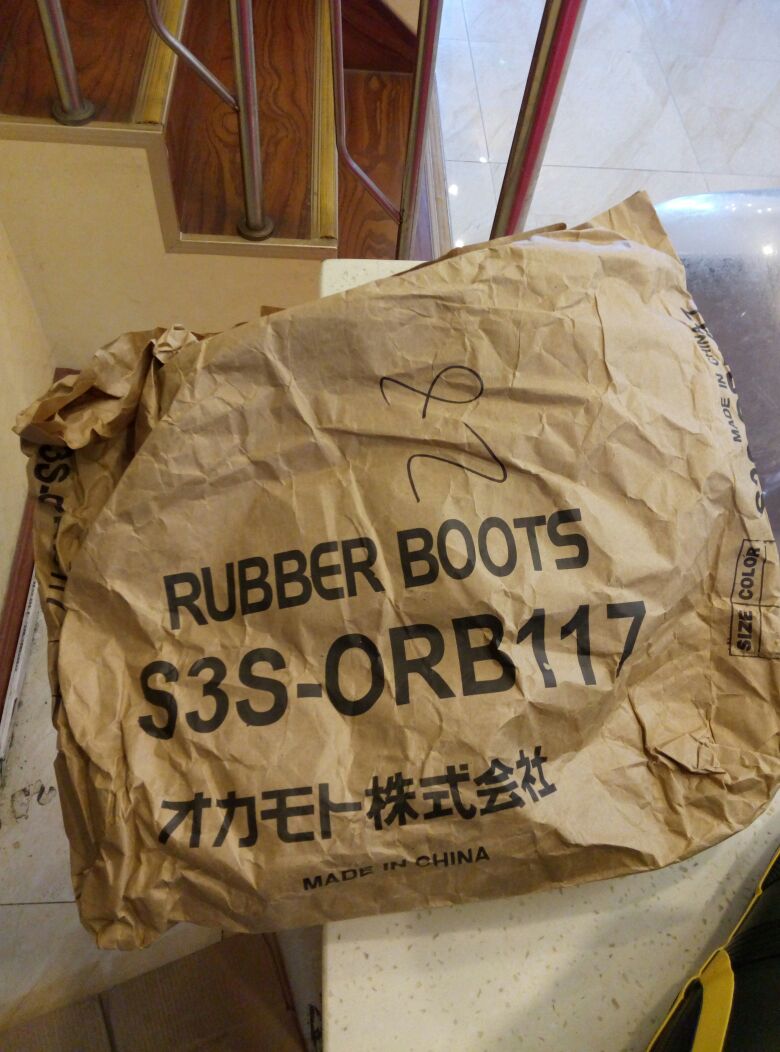 28
RUBBER BOOTS
S3S-ORB117
オカモト株式会社
MADE IN CHINA
MADE IN CHINA
SIZE COLOR